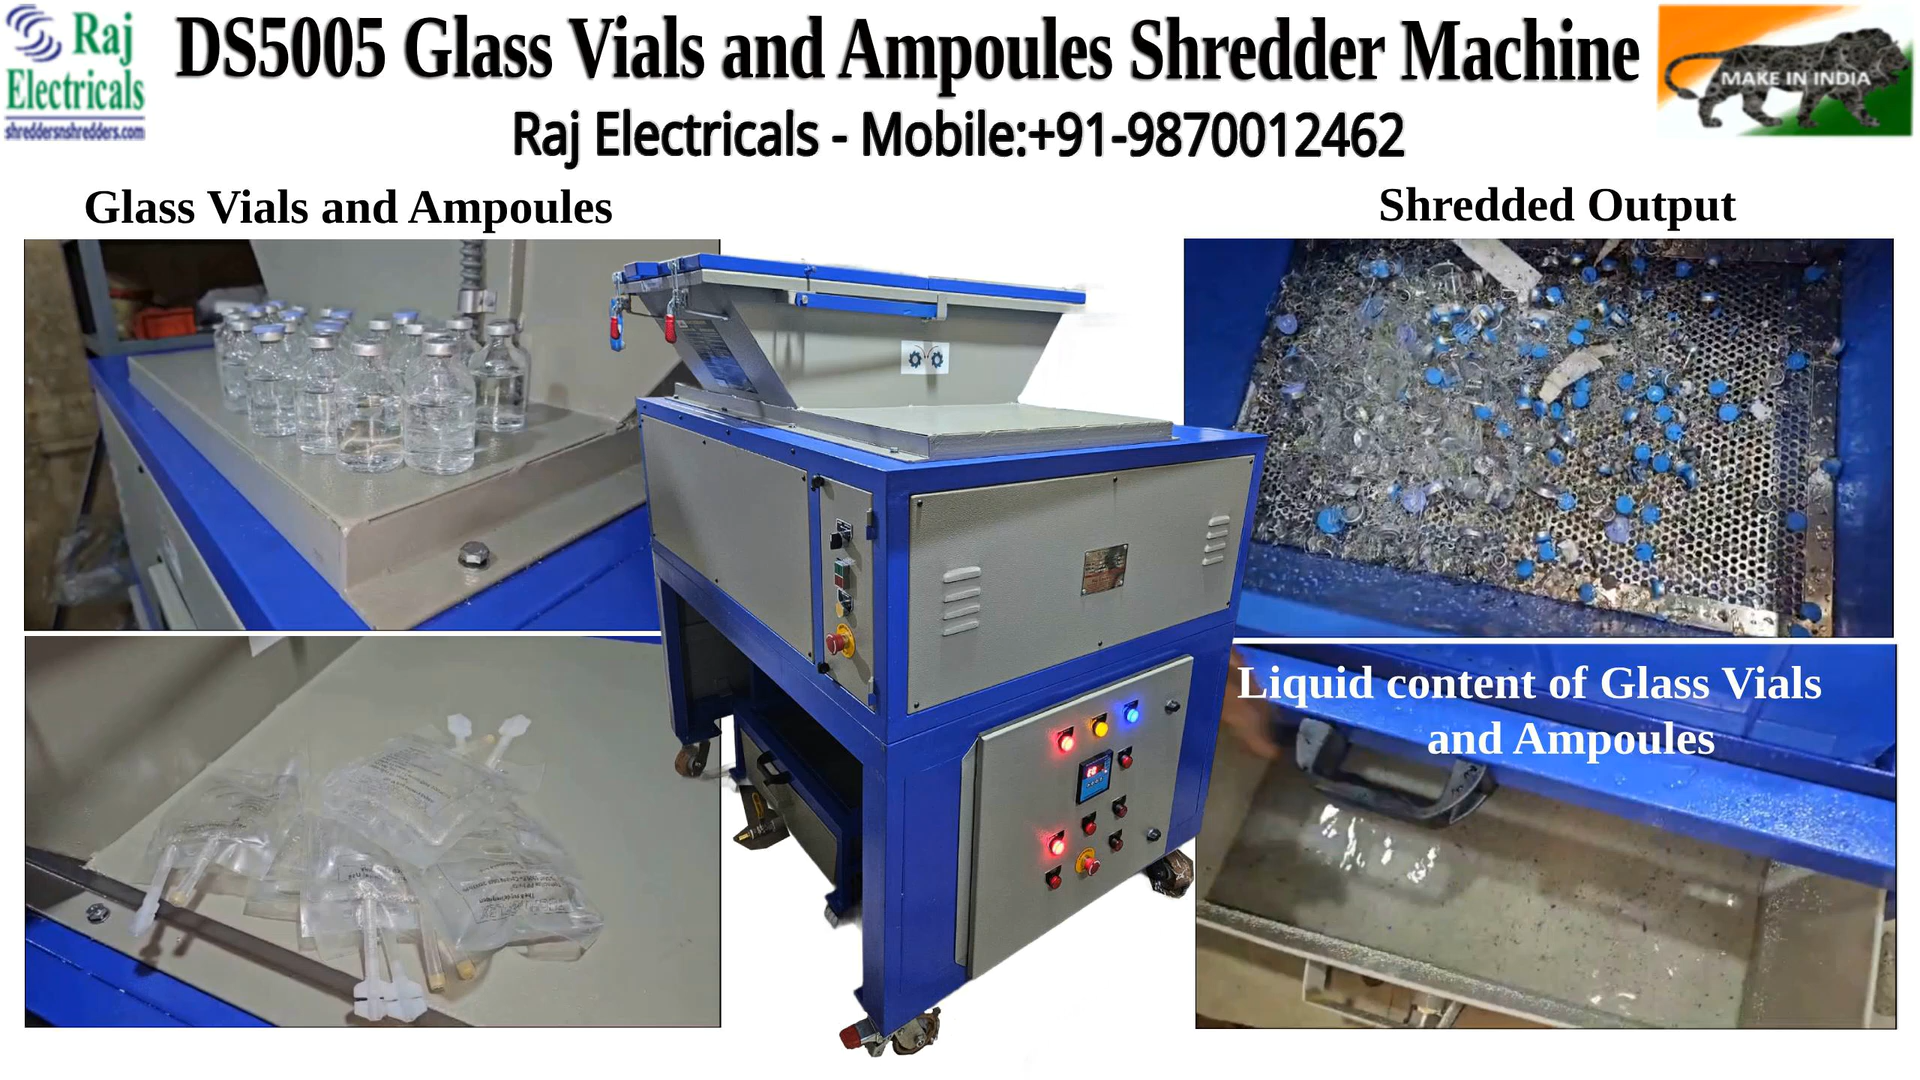 Raj
Electricals
shreddersnshredders.com
DS5005 Glass Vials and Ampoules Shredder Machine
MAKE IN INDIA
Raj Electricals - Mobile:+91-9870012462
Glass Vials and Ampoules
Shredded Output
Liquid content of Glass Vials
and Ampoules